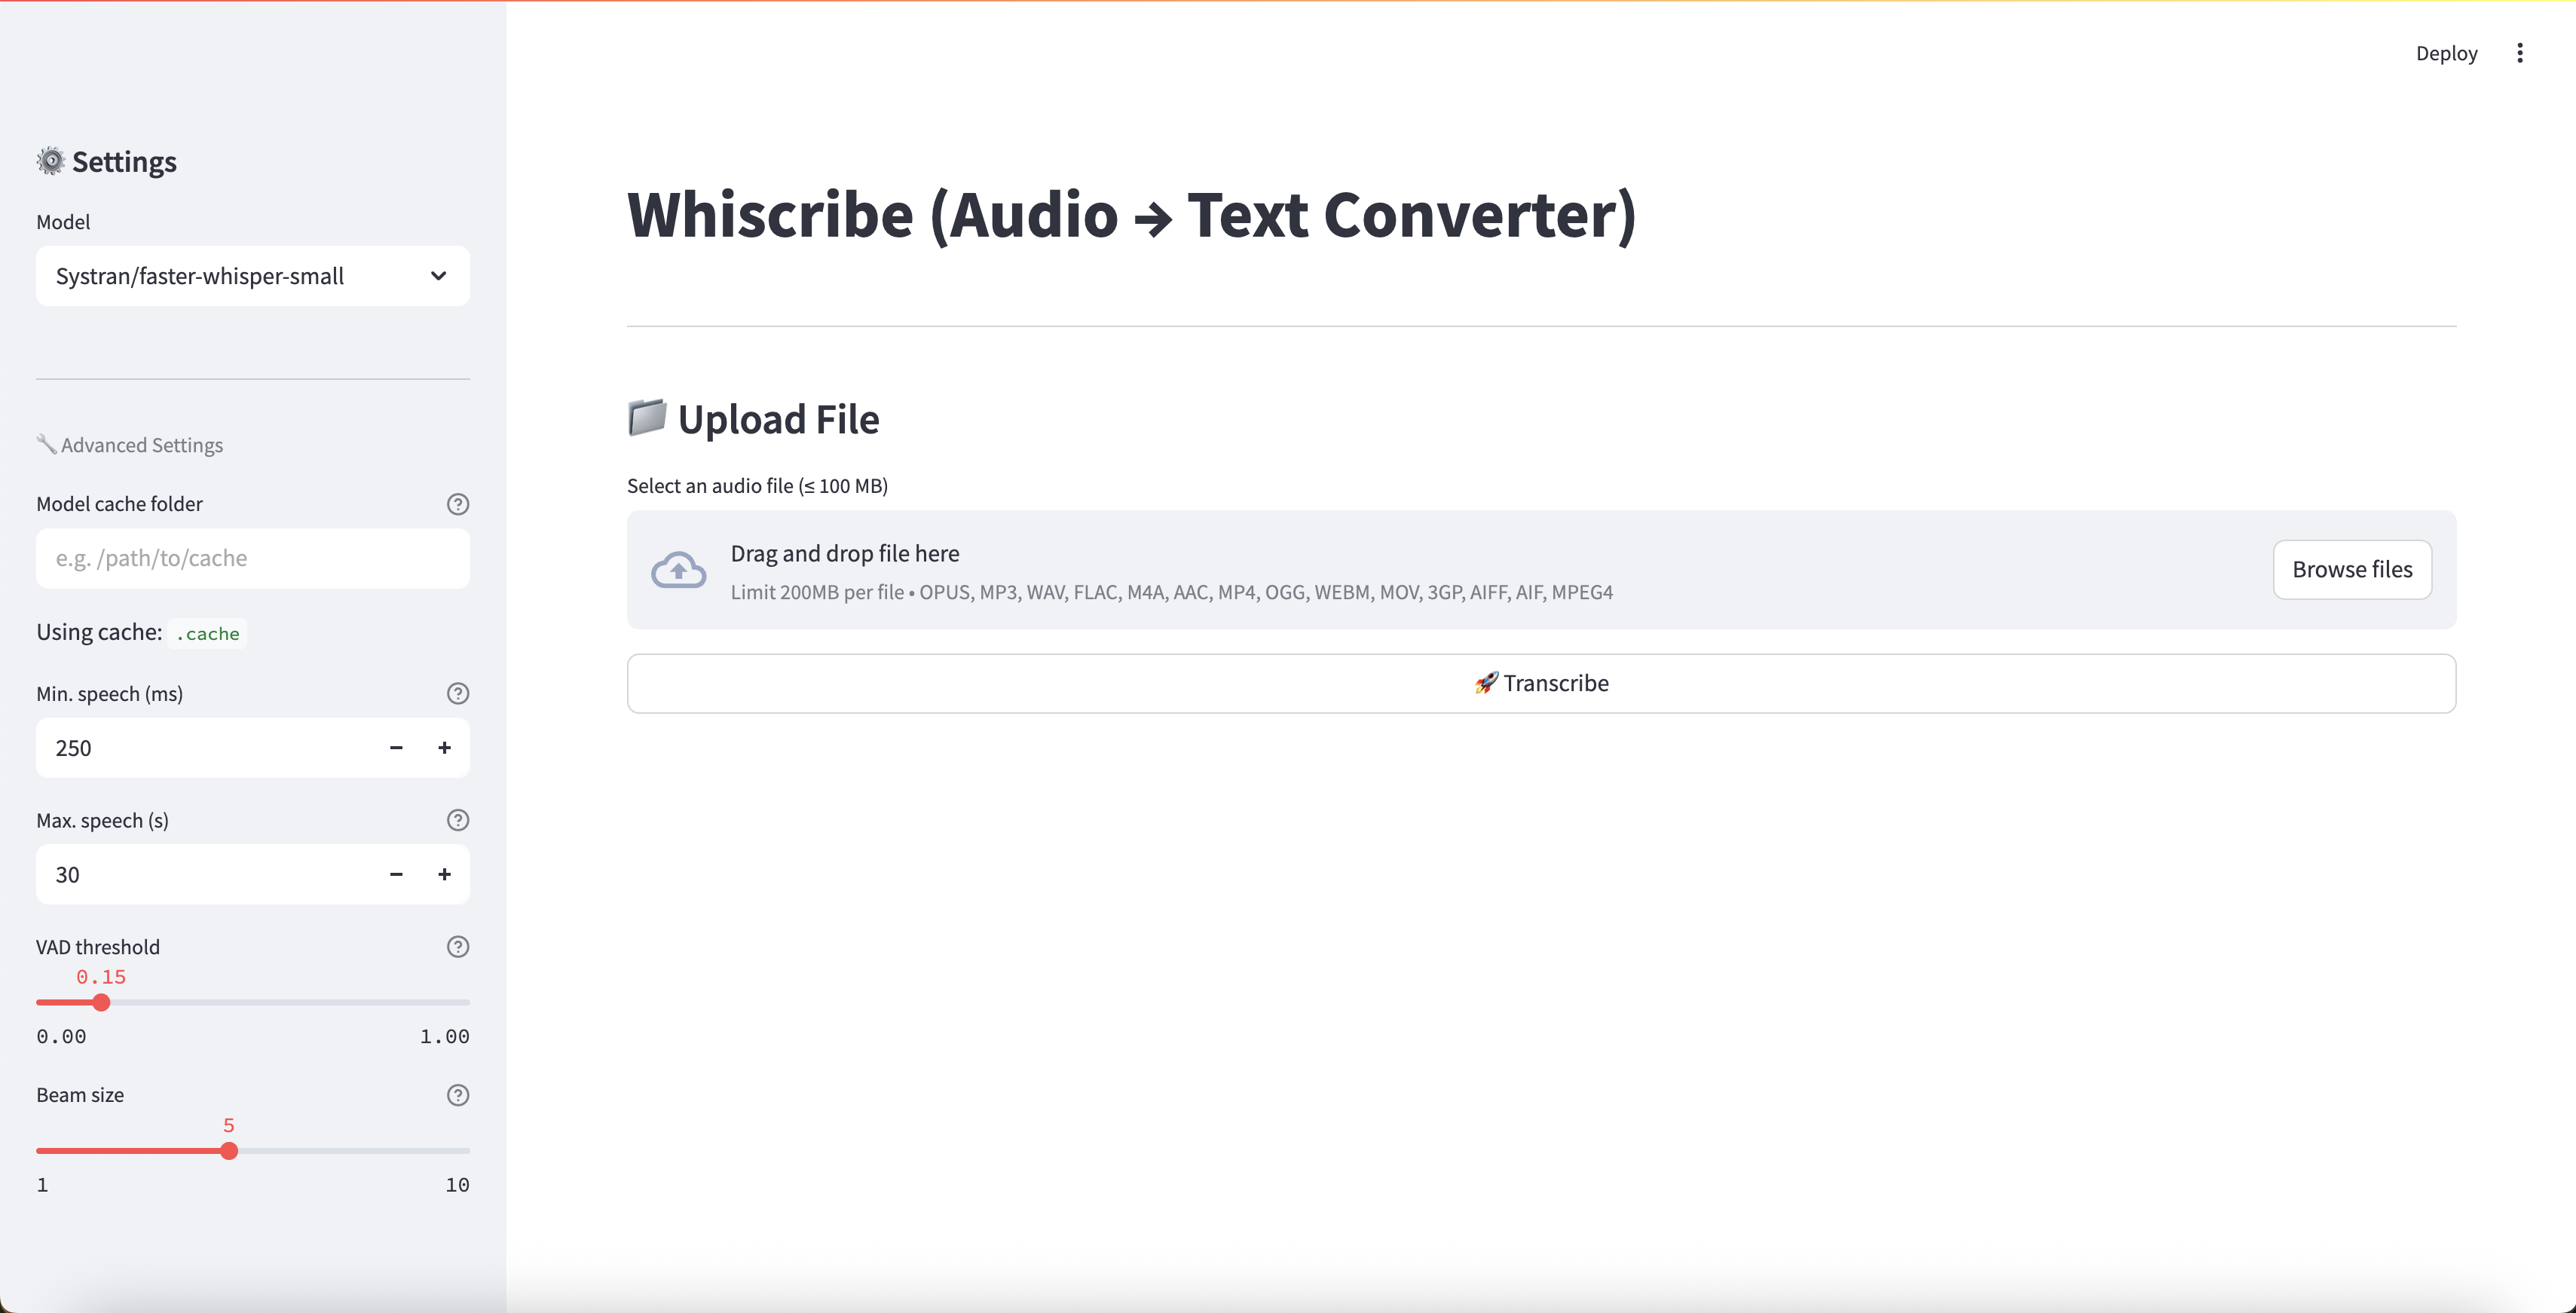 Deploy
⚙️ Settings
Model
Systran/faster-whisper-small
🔧 Advanced Settings
Model cache folder
e.g. /path/to/cache
Using cache: .cache
Min. speech (ms)
250
Max. speech (s)
30
VAD threshold
0.15
0.00 1.00
Beam size
5
1 10
Whiscribe (Audio → Text Converter)
📁 Upload File
Select an audio file (≤ 100 MB)
Drag and drop file here
Limit 200MB per file • OPUS, MP3, WAV, FLAC, M4A, AAC, MP4, OGG, WEBM, MOV, 3GP, AIFF, AIF, MPEG4
Browse files
🚀 Transcribe